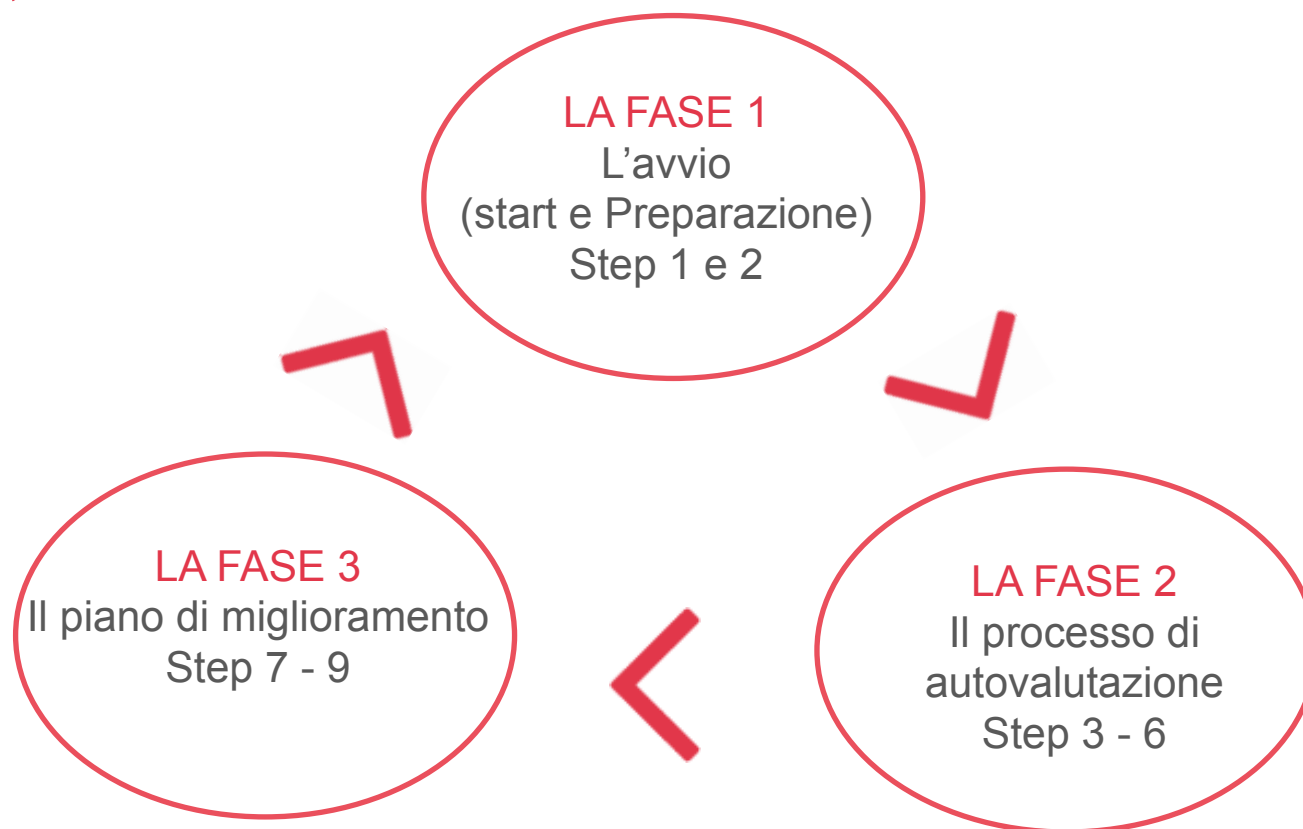 LA FASE 1
L’avvio
(start e Preparazione)
Step 1 e 2
LA FASE 2
Il processo di
autovalutazione
Step 3 - 6
LA FASE 3
Il piano di miglioramento
Step 7 - 9